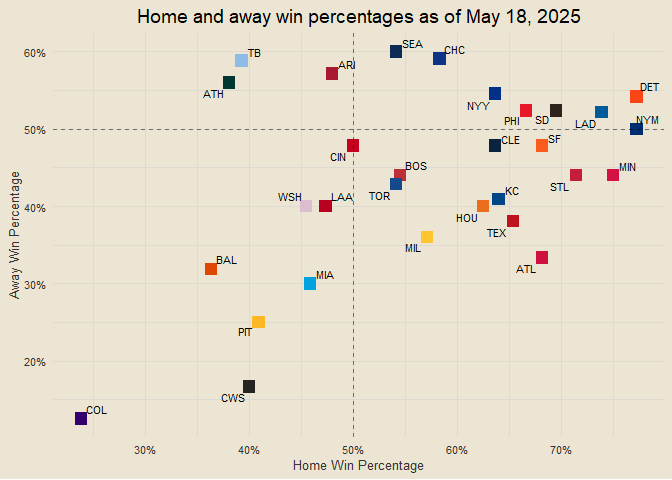 Home and away win percentages as of May 18, 2025
60%
SEA
CHC
TB
ARI
DET
ATH
NYY
PHI
SD
LAD
NYM
50%
CLE
SF
CIN
BOS
MIN
STL
WSH
LAA
TOR
KC
40%
HOU
TEX
MIL
ATL
BAL
MIA
30%
PIT
20%
CWS
COL
Away Win Percentage
30%
40%
50%
60%
70%
Home Win Percentage